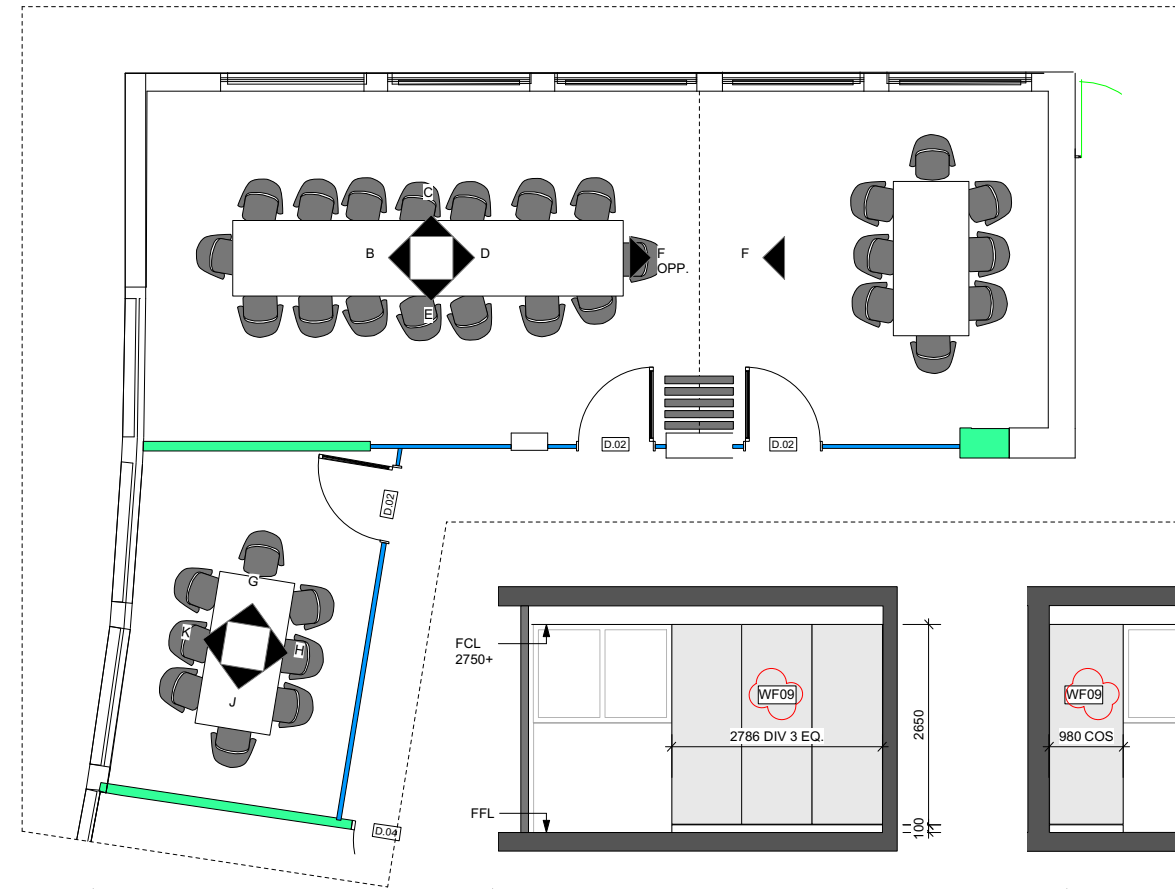 C
B
D
F
OPP.
F
E
D.02
D.02
D.02
G
K
H
J
D.04
FCL
2750+
WF09
WF09
2786 DIV 3 EQ.
980 COS
2650
FFL
100